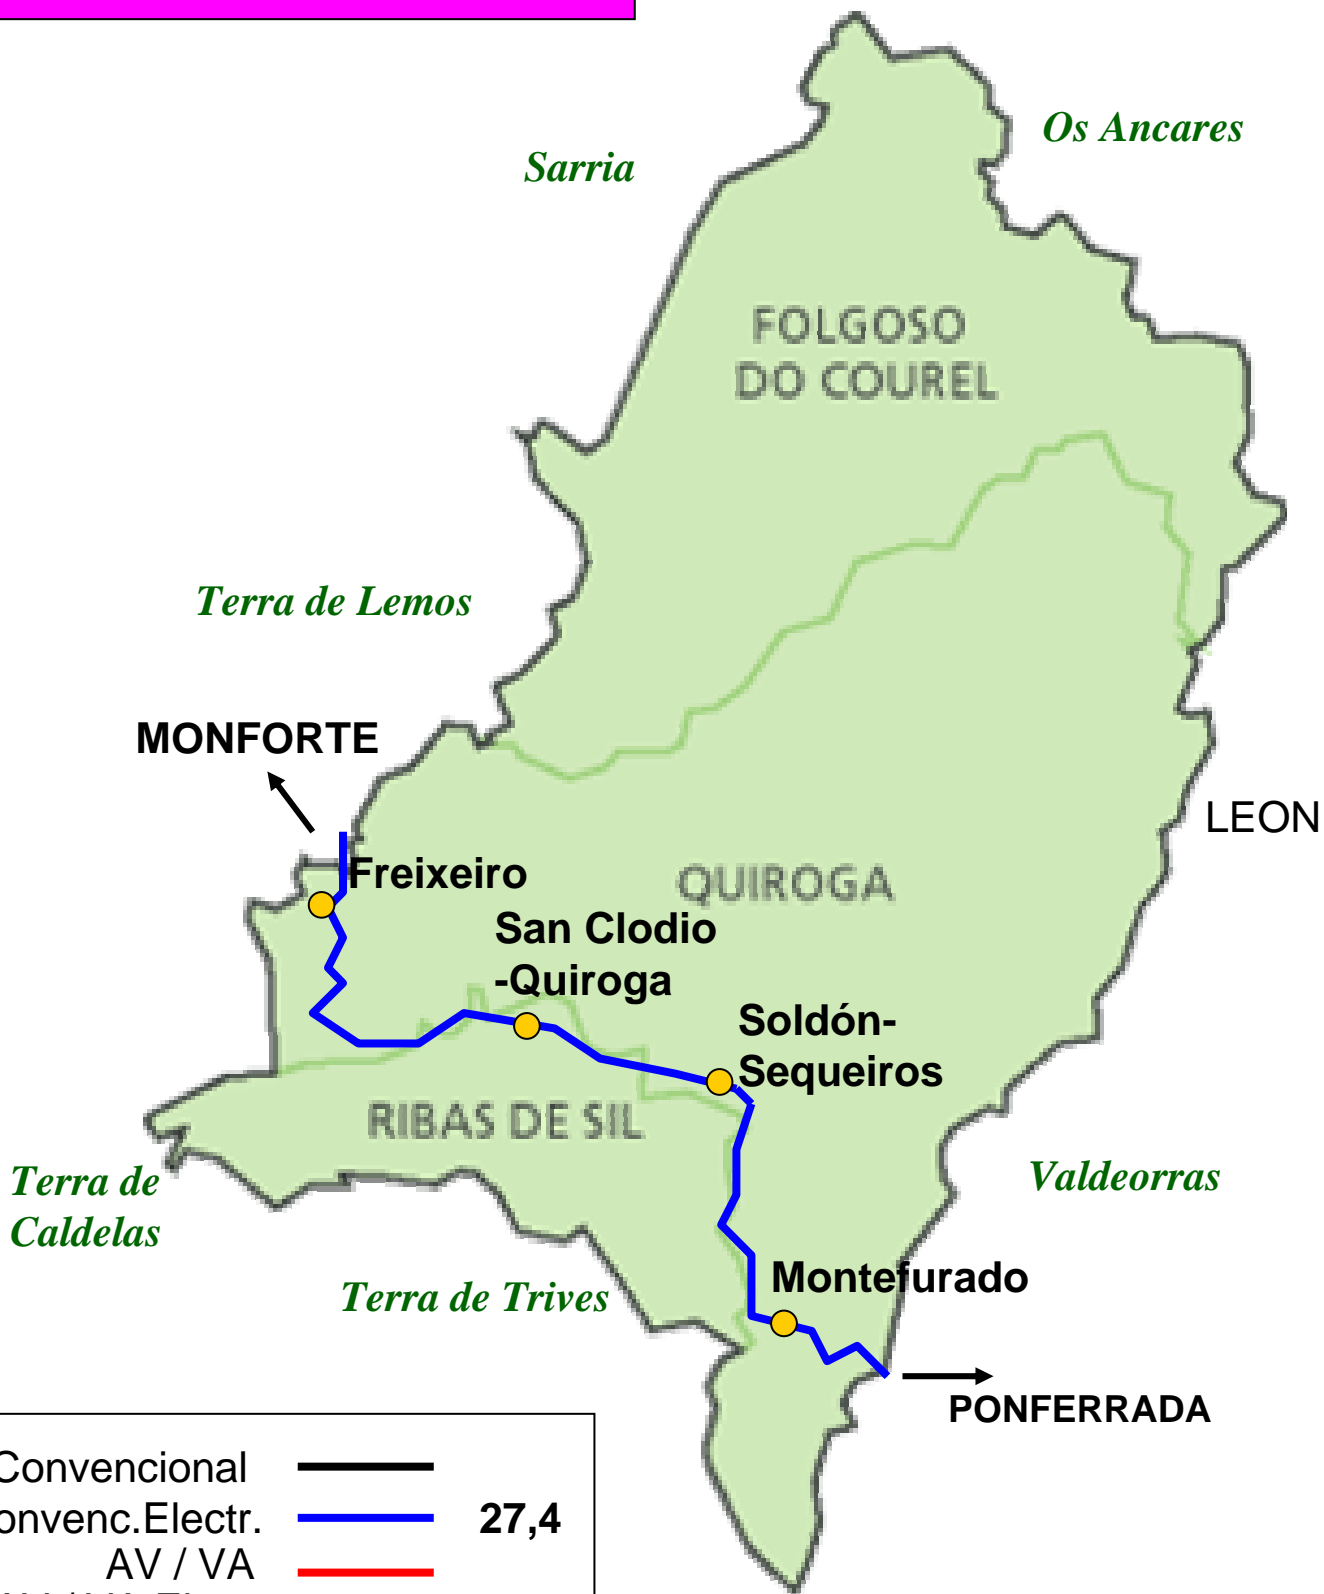 Os Ancares
Sarria
FOLGOSO
DO COUREL
Terra de Lemos
MONFORTE
LEON
Freixeiro
QUIROGA
San Clodio
-Quiroga
Soldón-
Sequeiros
RIBAS DE SIL
Terra de
Caldelas
Valdeorras
Montefurado
Terra de Trives
PONFERRADA
Convencional
onvenc.Electr.
27,4
AV / VA